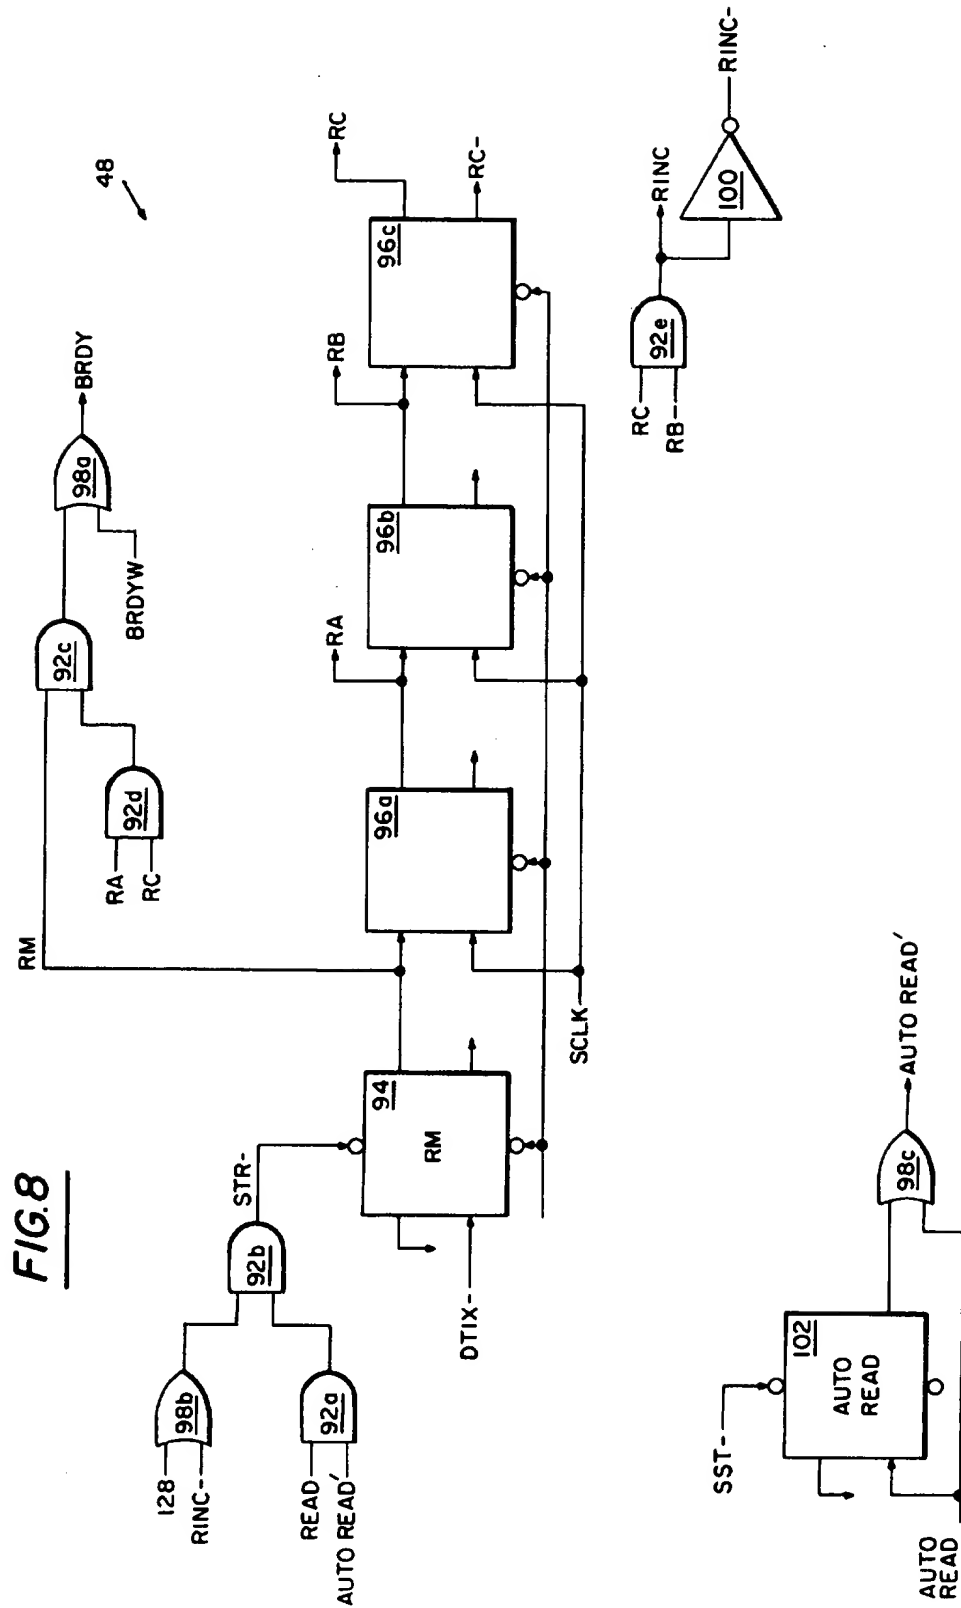 FIG.8
48
RM
RA
RC
92d
92c
BRDYW
98a
BRDY
128
RINC-
98b
READ
AUTO READ'
92a
92b
STR-
DTIX-
94
RM
SCLK
96a
RA
96b
RB
96c
RC
RC-
RC
RB-
92e
RINC
100
RINC-
SST-
AUTO
READ
102
AUTO
READ
98c
AUTO READ'